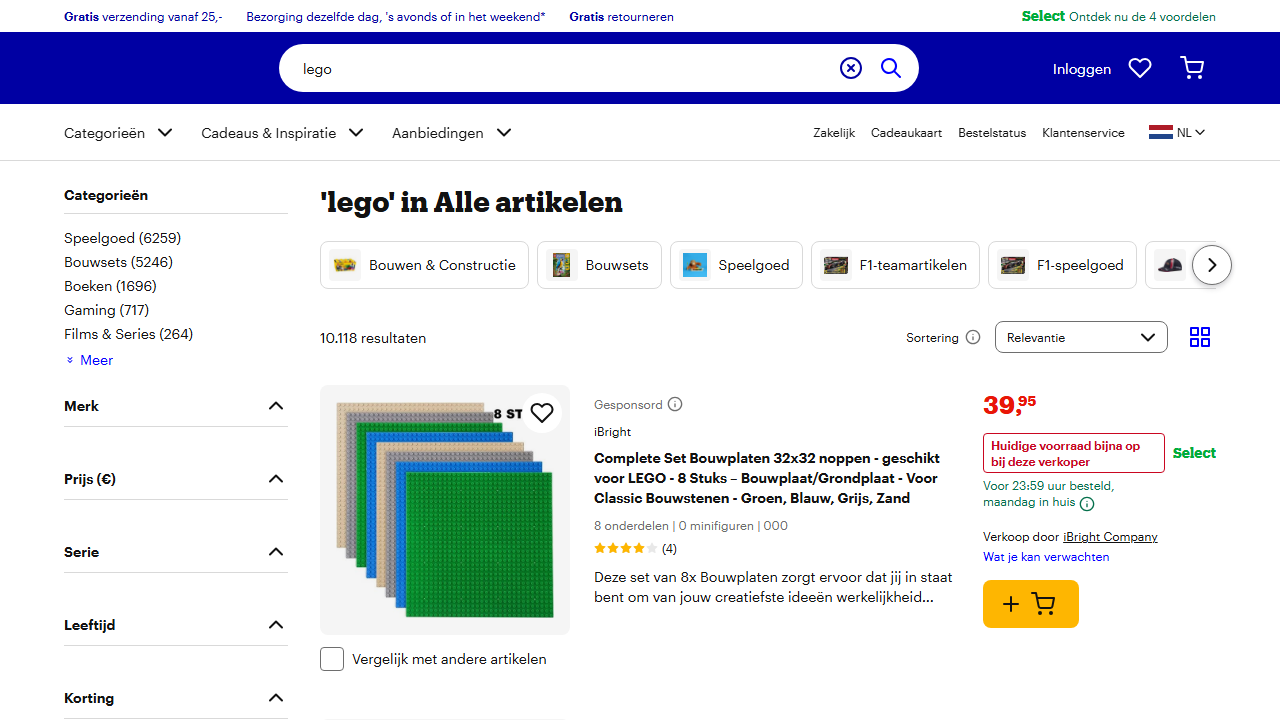 Gratis verzending vanaf 25,-
Bezorging dezelfde dag, 's avonds of in het weekend*
Gratis retourneren
Select Ontdek nu de 4 voordelen
lego
Inloggen
Categorieën
Cadeaus & Inspiratie
Aanbiedingen
Zakelijk
Cadeaukaart
Bestelstatus
Klantenservice
NL
Categorieën
Speelgoed (6259)
Bouwsets (5246)
Boeken (1696)
Gaming (717)
Films & Series (264)
Meer
Merk
Prijs (€)
Serie
Leeftijd
Korting
'lego' in Alle artikelen
Bouwen & Constructie
Bouwsets
Speelgoed
F1-teamartikelen
F1-speelgoed
10.118 resultaten
Sortering
Relevantie
8 ST
Vergelijk met andere artikelen
Gesponsord
iBright
Complete Set Bouwplaten 32x32 noppen - geschikt
voor LEGO - 8 Stuks – Bouwplaat/Grondplaat - Voor
Classic Bouwstenen - Groen, Blauw, Grijs, Zand
8 onderdelen | 0 minifiguren | 000
(4)
Deze set van 8x Bouwplaten zorgt ervoor dat jij in staat
bent om van jouw creatiefste ideeën werkelijkheid...
39,95
Huidige voorraad bijna op
bij deze verkoper
Select
Voor 23:59 uur besteld,
maandag in huis
Verkoop door iBright Company
Wat je kan verwachten